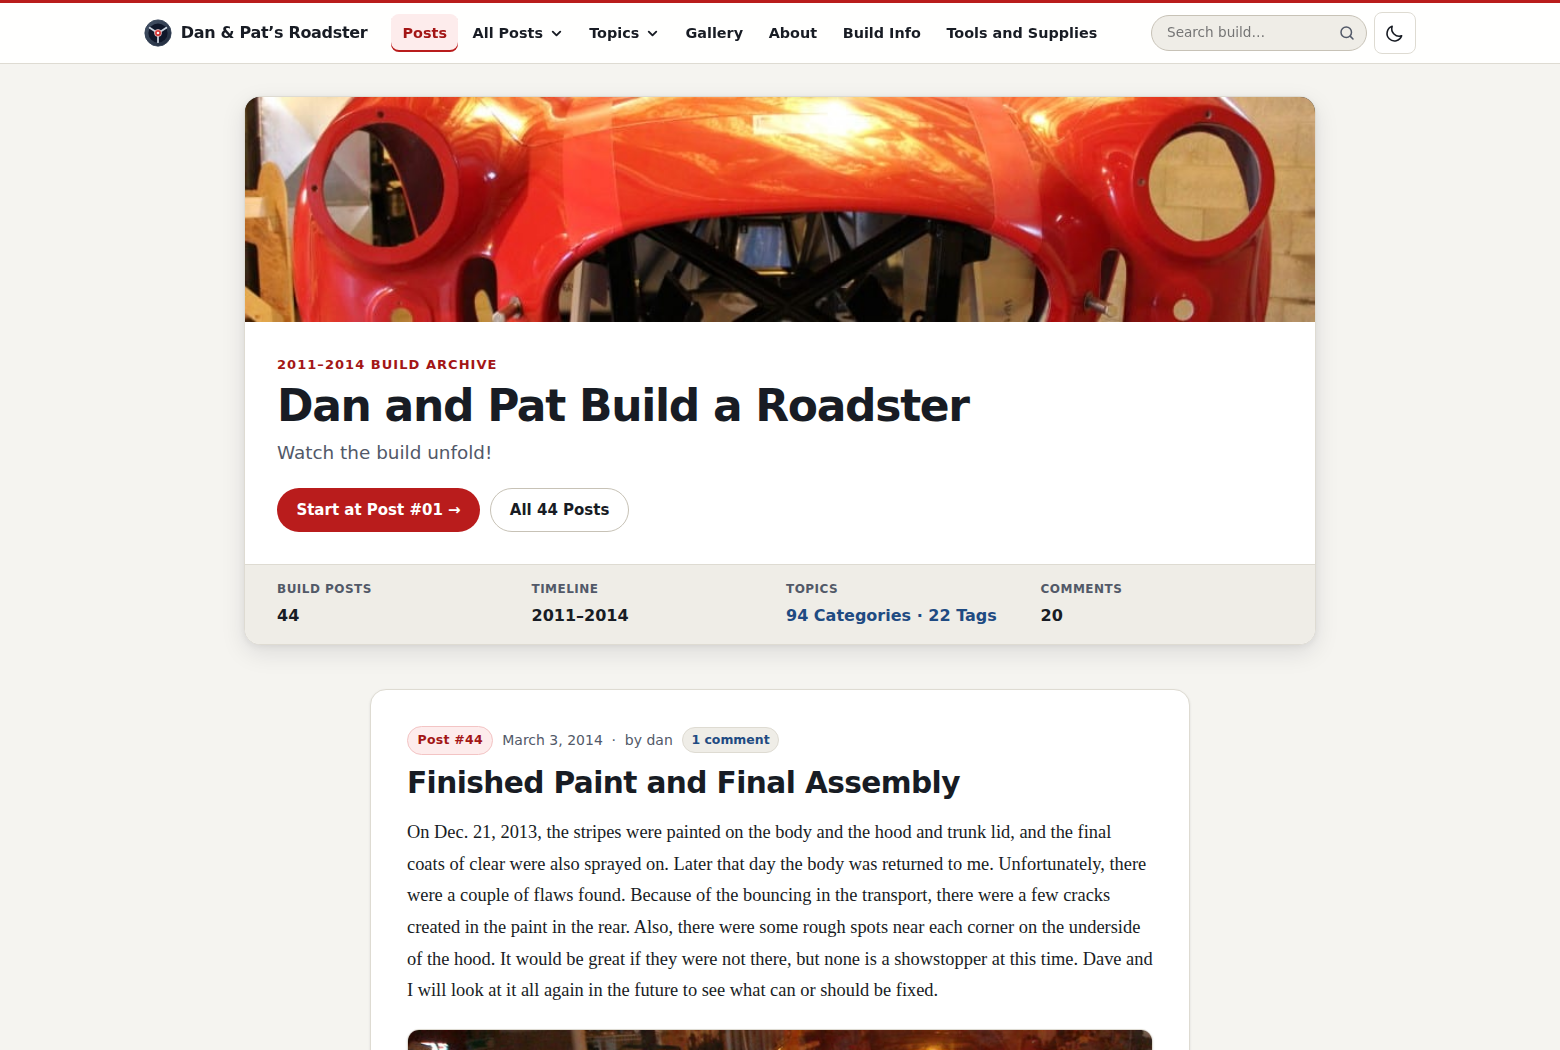 Dan & Pat’s Roadster
Posts
All Posts
Topics
Gallery
About
Build Info
Tools and Supplies
Search build...
2011–2014 BUILD ARCHIVE
Dan and Pat Build a Roadster
Watch the build unfold!
Start at Post #01 →
All 44 Posts
BUILD POSTS
44
TIMELINE
2011–2014
TOPICS
94 Categories · 22 Tags
COMMENTS
20
Post #44 March 3, 2014 · by dan 1 comment
Finished Paint and Final Assembly
On Dec. 21, 2013, the stripes were painted on the body and the hood and trunk lid, and the final
coats of clear were also sprayed on. Later that day the body was returned to me. Unfortunately, there
were a couple of flaws found. Because of the bouncing in the transport, there were a few cracks
created in the paint in the rear. Also, there were some rough spots near each corner on the underside
of the hood. It would be great if they were not there, but none is a showstopper at this time. Dave and
I will look at it all again in the future to see what can or should be fixed.